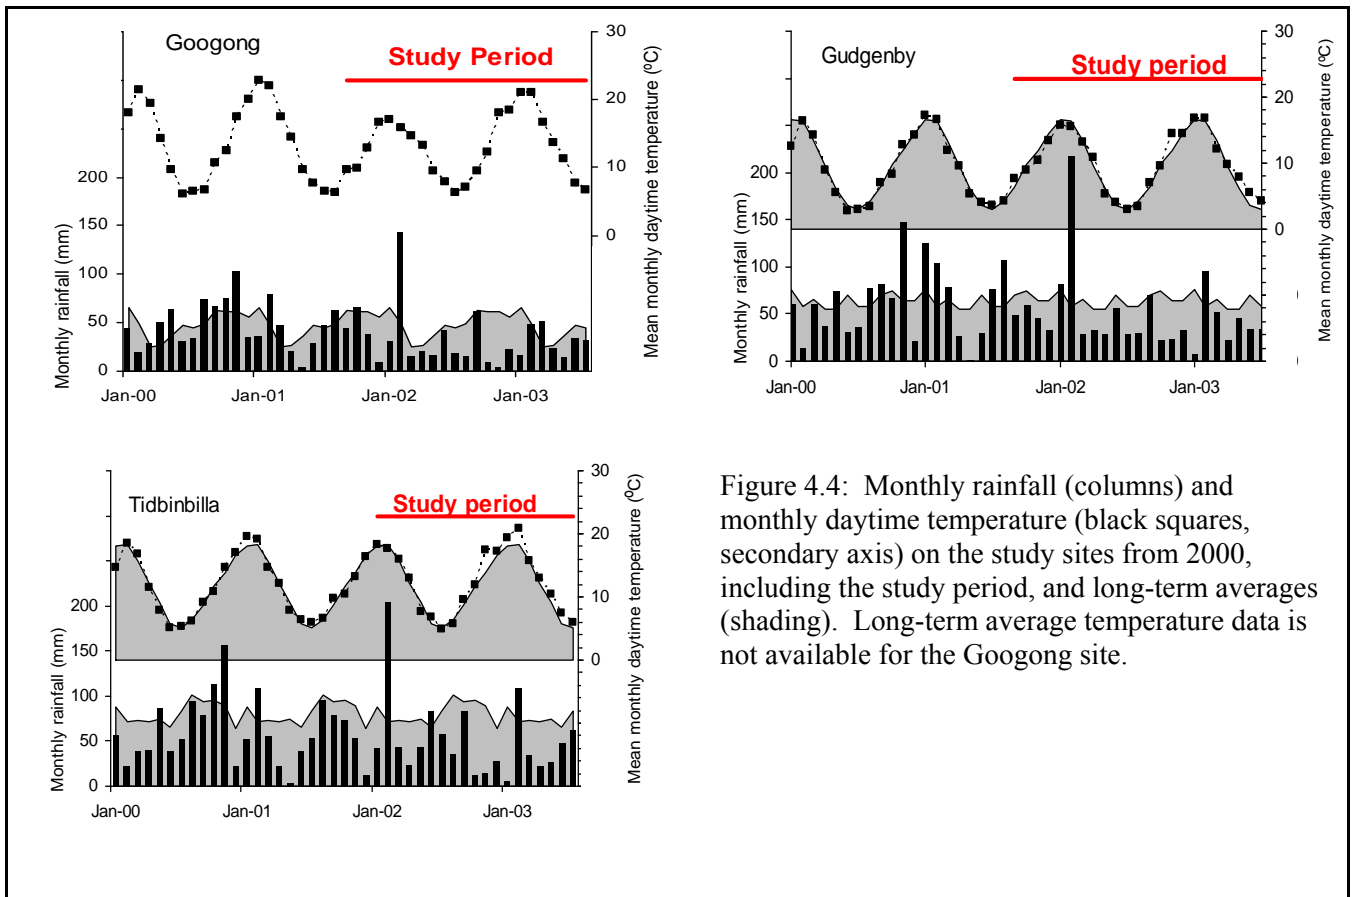 Googong
Study Period
30
20
10
0
200
150
100
50
0
Monthly rainfall (mm)
Mean monthly daytime temperature (ºC)
Jan-00 Jan-01 Jan-02 Jan-03
Gudgenby
Study period
30
20
10
0
200
150
100
50
0
Monthly rainfall (mm)
Mean monthly daytime temperature (ºC)
Jan-00 Jan-01 Jan-02 Jan-03
Tidbinbilla
Study period
30
20
10
0
200
150
100
50
0
Monthly rainfall (mm)
Mean monthly daytime temperature (ºC)
Jan-00 Jan-01 Jan-02 Jan-03
Figure 4.4: Monthly rainfall (columns) and
monthly daytime temperature (black squares,
secondary axis) on the study sites from 2000,
including the study period, and long-term averages
(shading). Long-term average temperature data is
not available for the Googong site.